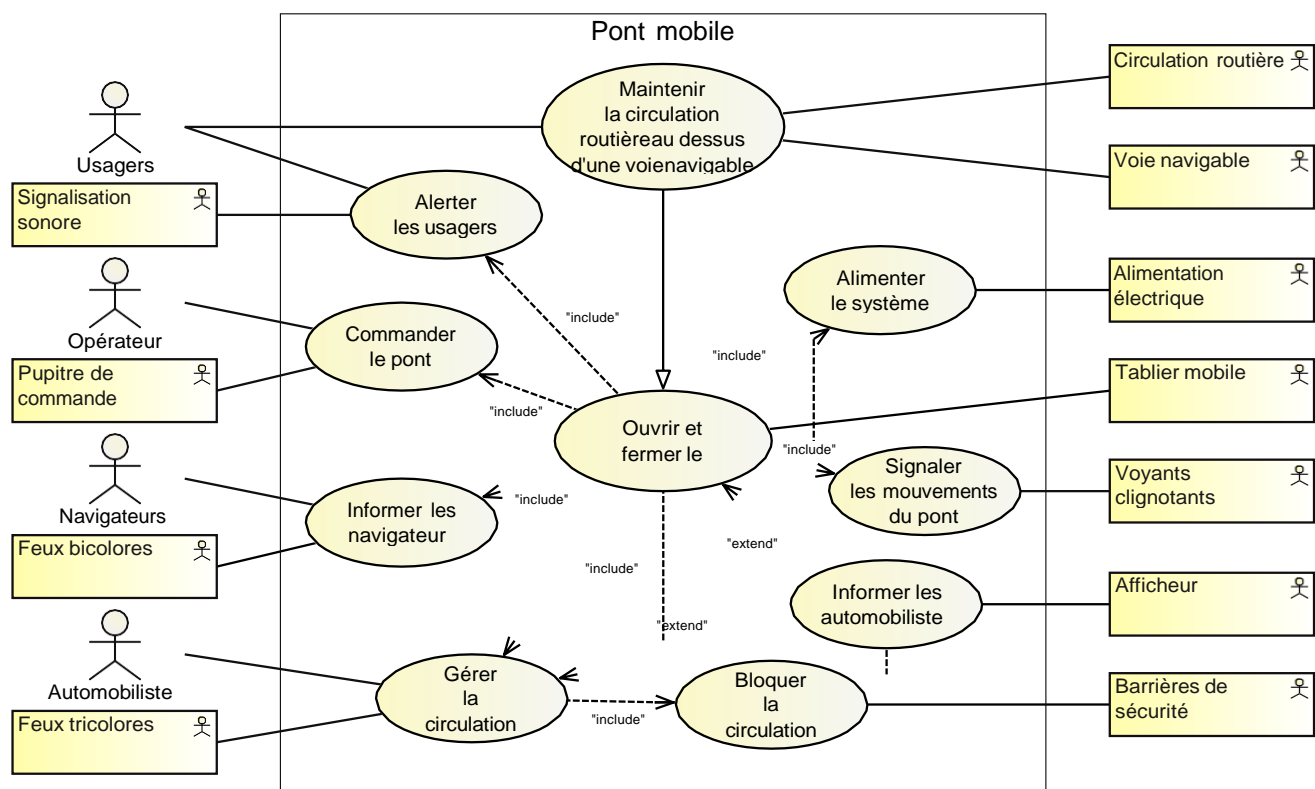 Pont mobile
Maintenir
la circulation
routièreau dessus
d'une voienavigable
Circulation routière
Voie navigable
Usagers
Signalisation
sonore
Alerter
les usagers
Alimenter
le système
Alimentation
électrique
"include"
Opérateur
Commander
le pont
"include"
Pupitre de
commande
"include"
Tablier mobile
Ouvrir et
fermer le
"include"
Signaler
les mouvements
du pont
Voyants
clignotants
Navigateurs
Informer les
navigateur
"include"
Feux bicolores
"extend"
"include"
Informer les
automobiliste
Afficheur
"extend"
Automobiliste
Gérer
la
circulation
"include"
Bloquer
la
circulation
Barrières de
sécurité
Feux tricolores